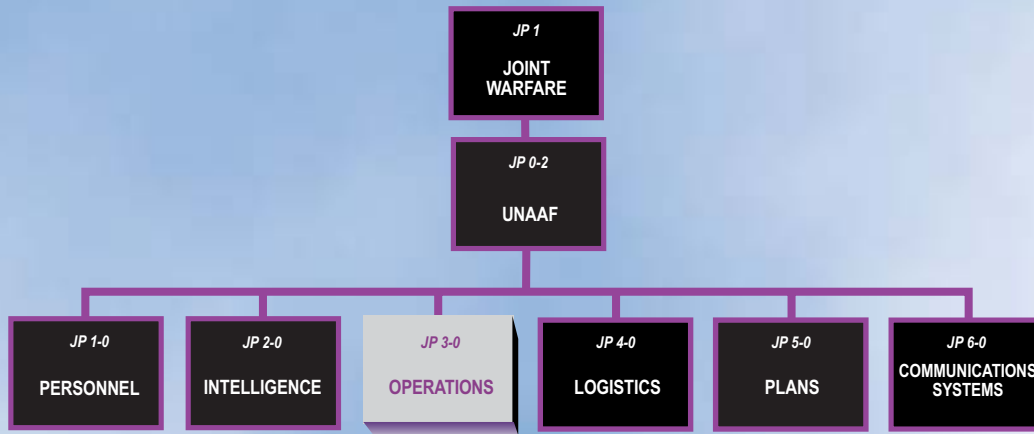 JP 1
JOINT
WARFARE
JP 0-2
UNAAF
JP 1-0
PERSONNEL
JP 2-0
INTELLIGENCE
JP 3-0
OPERATIONS
JP 4-0
LOGISTICS
JP 5-0
PLANS
JP 6-0
COMMUNICATIONS
SYSTEMS